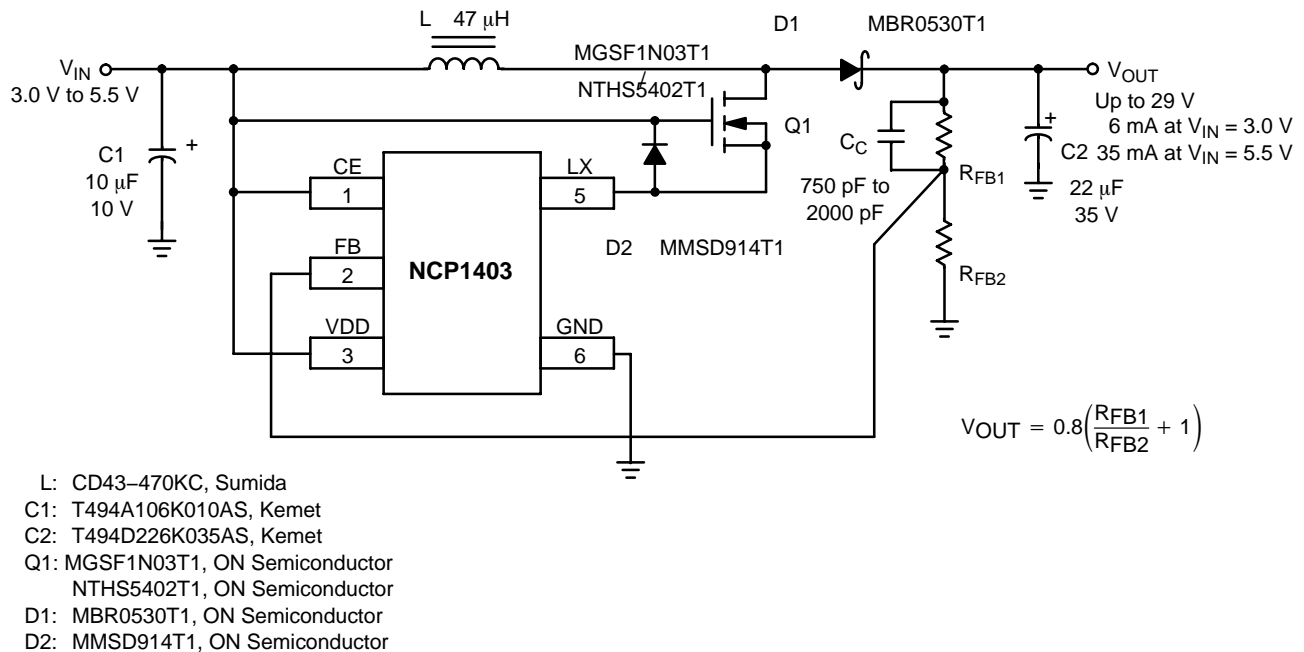 L 47 μH
D1 MBR0530T1
MGSF1N03T1
/
NTHS5402T1
VIN
3.0 V to 5.5 V
VOUT
Up to 29 V
6 mA at VIN = 3.0 V
35 mA at VIN = 5.5 V
Q1
+
C1
10 μF
10 V
CC
750 pF to
2000 pF
RFB1
+
C2
22 μF
35 V
CE
1
LX
5
D2 MMSD914T1
FB
2
NCP1403
RFB2
VDD
3
GND
6
VOUT = 0.8(RFB1/RFB2 + 1)
L: CD43–470KC, Sumida
C1: T494A106K010AS, Kemet
C2: T494D226K035AS, Kemet
Q1: MGSF1N03T1, ON Semiconductor
NTHS5402T1, ON Semiconductor
D1: MBR0530T1, ON Semiconductor
D2: MMSD914T1, ON Semiconductor